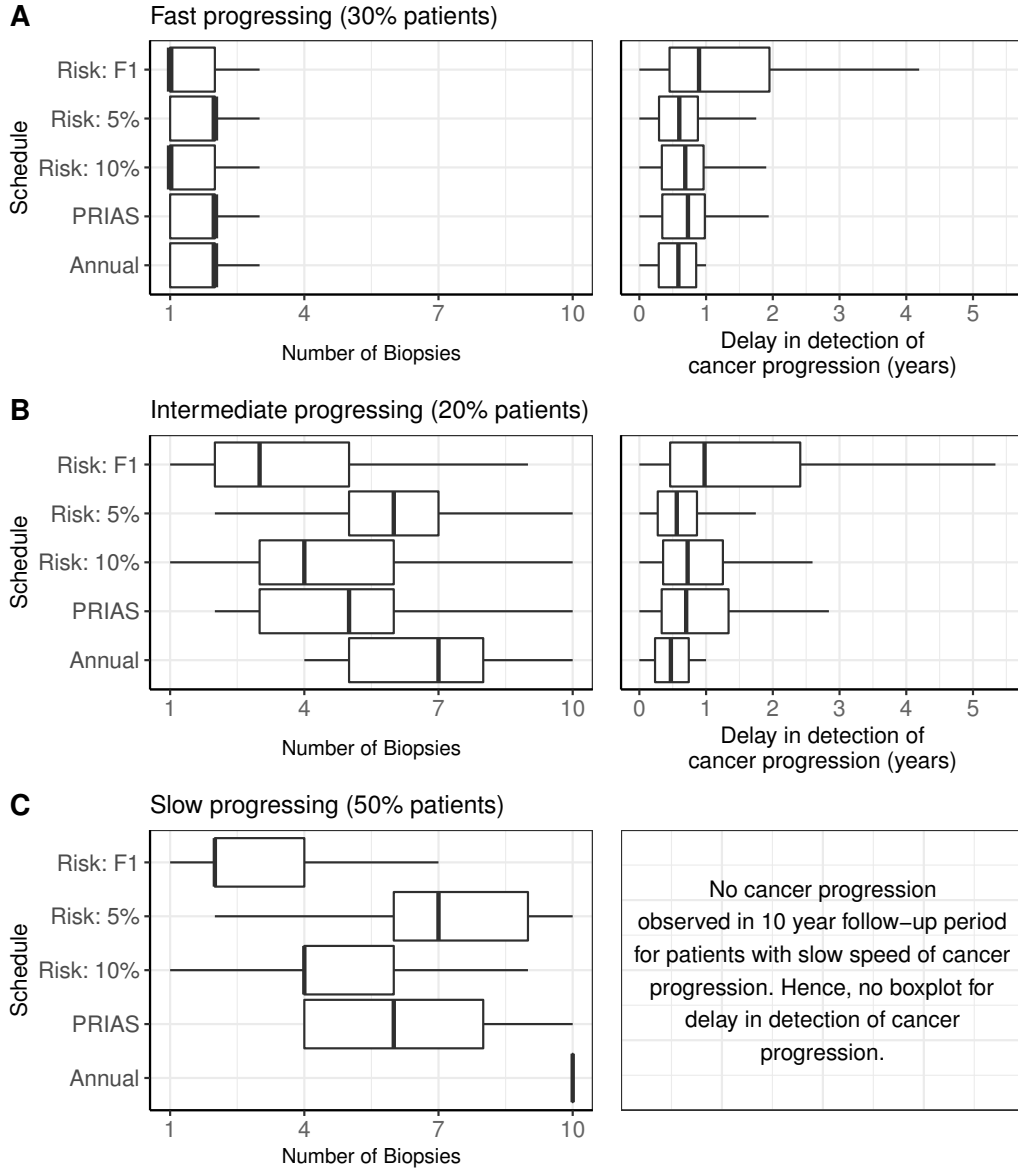 A
Fast progressing (30% patients)
Schedule
Risk: F1
Risk: 5%
Risk: 10%
PRIAS
Annual
1 4 7 10
Number of Biopsies
0 1 2 3 4 5
Delay in detection of
cancer progression (years)
B
Intermediate progressing (20% patients)
Schedule
Risk: F1
Risk: 5%
Risk: 10%
PRIAS
Annual
1 4 7 10
Number of Biopsies
0 1 2 3 4 5
Delay in detection of
cancer progression (years)
C
Slow progressing (50% patients)
Schedule
Risk: F1
Risk: 5%
Risk: 10%
PRIAS
Annual
1 4 7 10
Number of Biopsies
No cancer progression
observed in 10 year follow−up period
for patients with slow speed of cancer
progression. Hence, no boxplot for
delay in detection of cancer
progression.